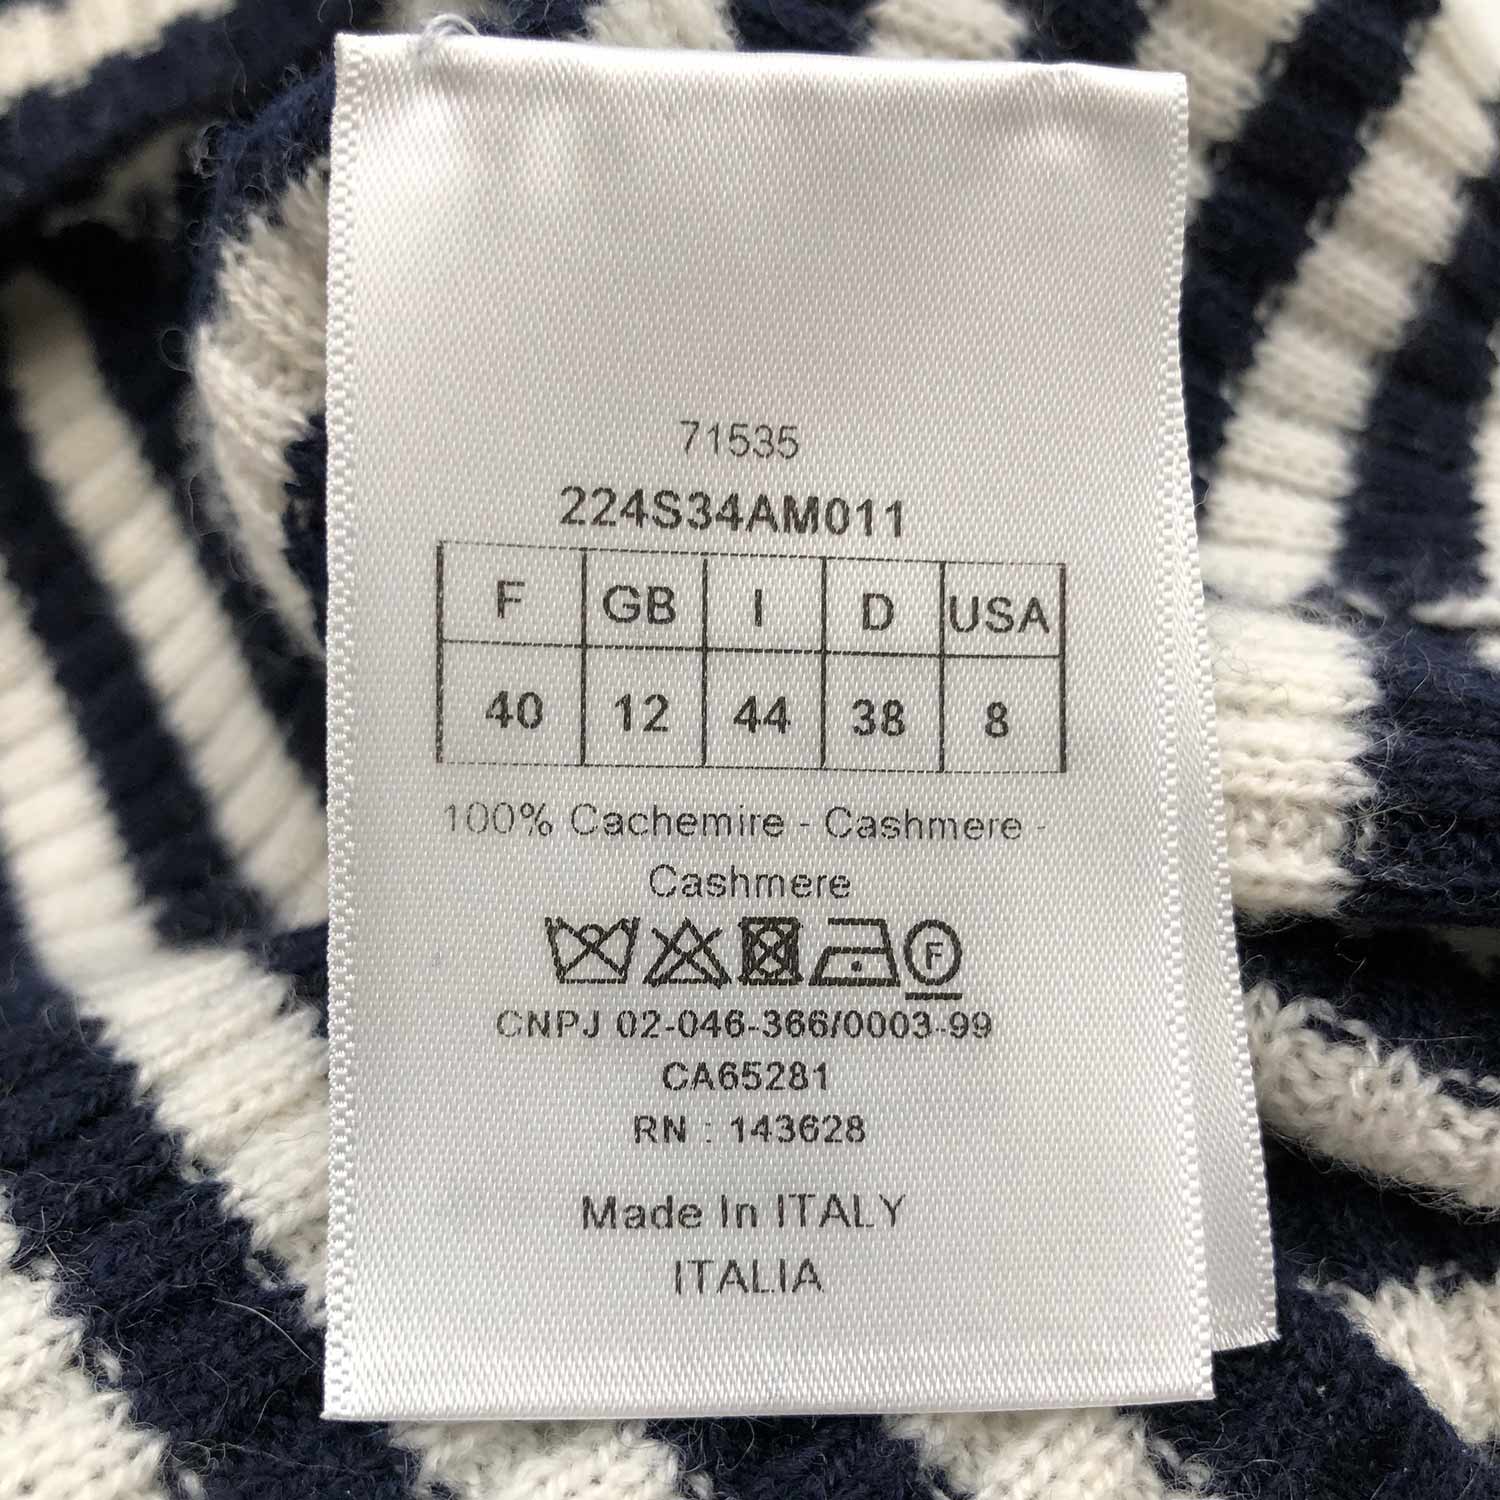 71535
224S34AM011
F GB I D USA
40 12 44 38 8
100% Cachemire - Cashmere -
Cashmere
F
CNPJ 02-046-366/0003-99
CA65281
RN : 143628
Made In ITALY
ITALIA